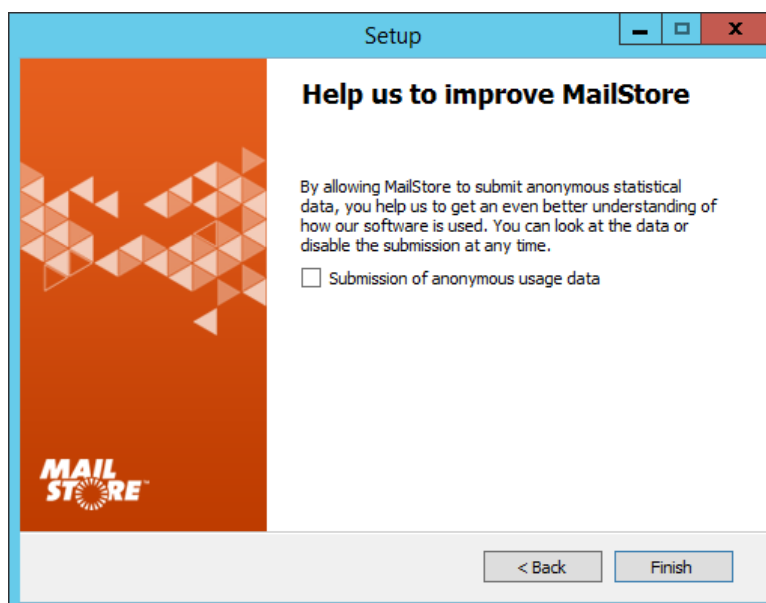 Setup
Help us to improve MailStore
By allowing MailStore to submit anonymous statistical
data, you help us to get an even better understanding of
how our software is used. You can look at the data or
disable the submission at any time.
Submission of anonymous usage data
MAIL
STORE™
< Back
Finish